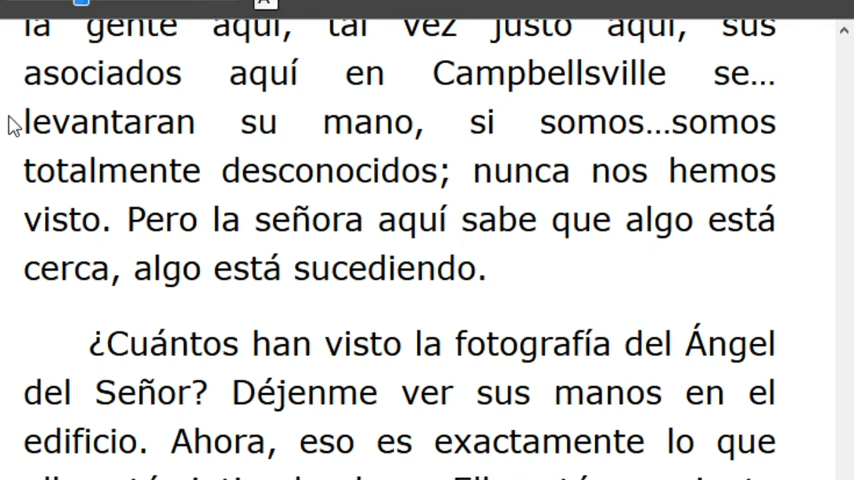 la gente aquí, tal vez justo aquí, sus
asociados aquí en Campbellsville se...
levantaran su mano, si somos...somos
totalmente desconocidos; nunca nos hemos
visto. Pero la señora aquí sabe que algo está
cerca, algo está sucediendo.
¿Cuántos han visto la fotografía del Ángel
del Señor? Déjenme ver sus manos en el
edificio. Ahora, eso es exactamente lo que